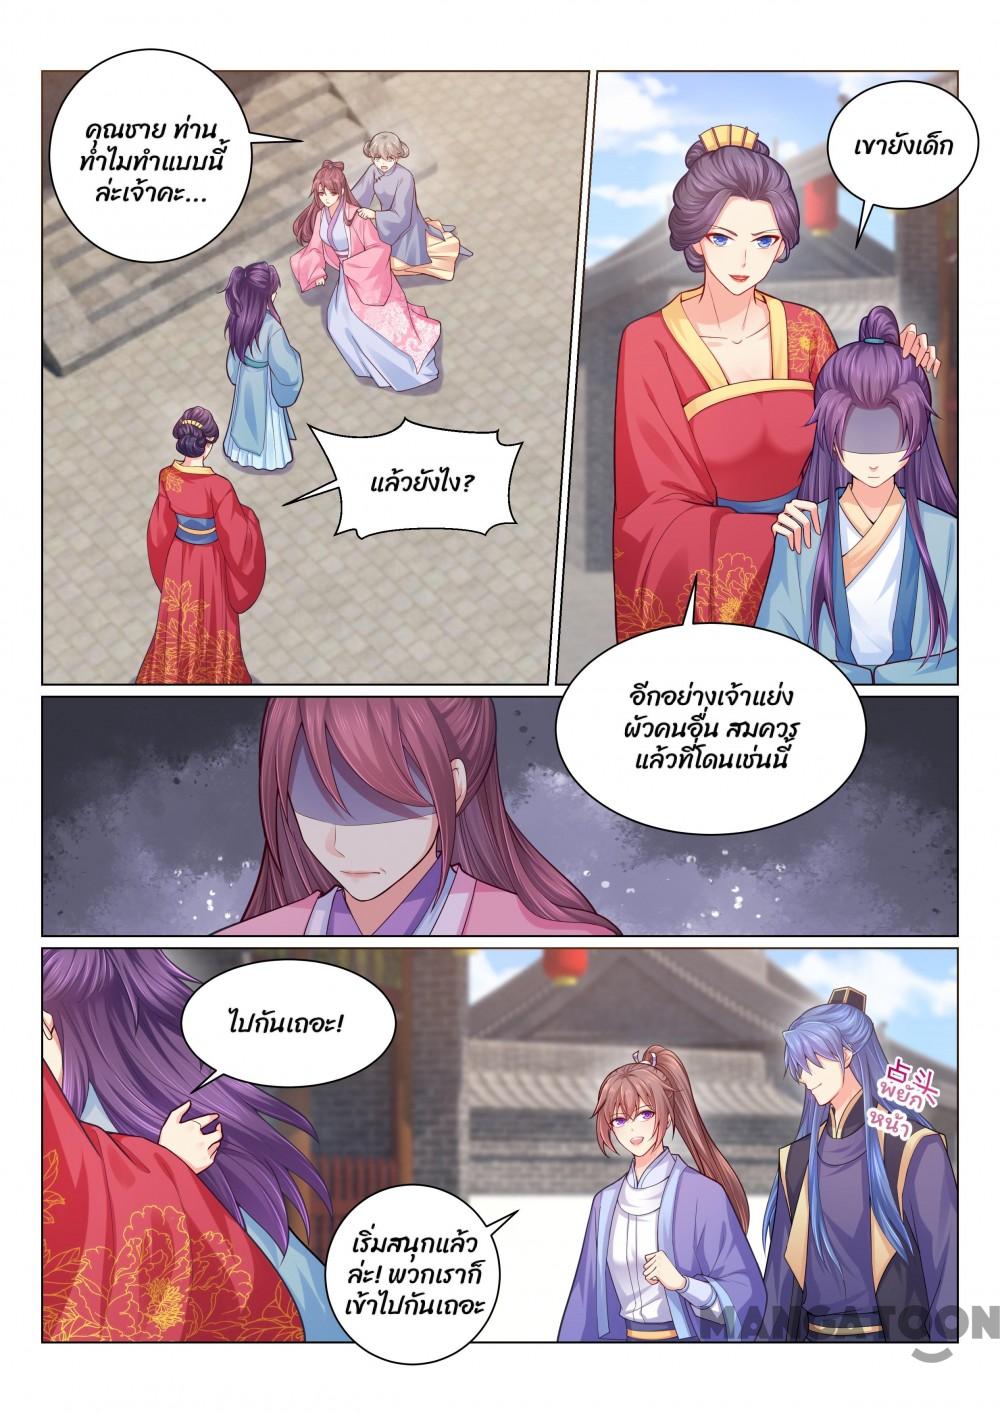 คุณชาย ท่าน
ทำไมทำแบบนี้
ล่ะเจ้าคะ...
เขายังเด็ก
แล้วยังไง?
อีกอย่างเจ้าแย่ง
ผัวคนอื่น สมควร
แล้วที่โดนเช่นนี้
ไปกันเถอะ!
占头
พยัก
หน้า
เริ่มสนุกแล้ว
ล่ะ! พวกเราก็
เข้าไปกันเถอะ
MANGATOON